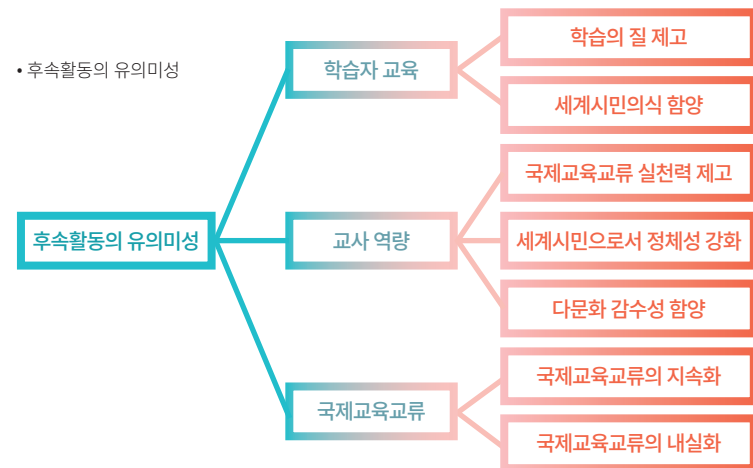 • 후속활동의 유의미성
후속활동의 유의미성
학습자 교육
학습의 질 제고
세계시민의식 함양
교사 역량
국제교육교류 실천력 제고
세계시민으로서 정체성 강화
다문화 감수성 함양
국제교육교류
국제교육교류의 지속화
국제교육교류의 내실화